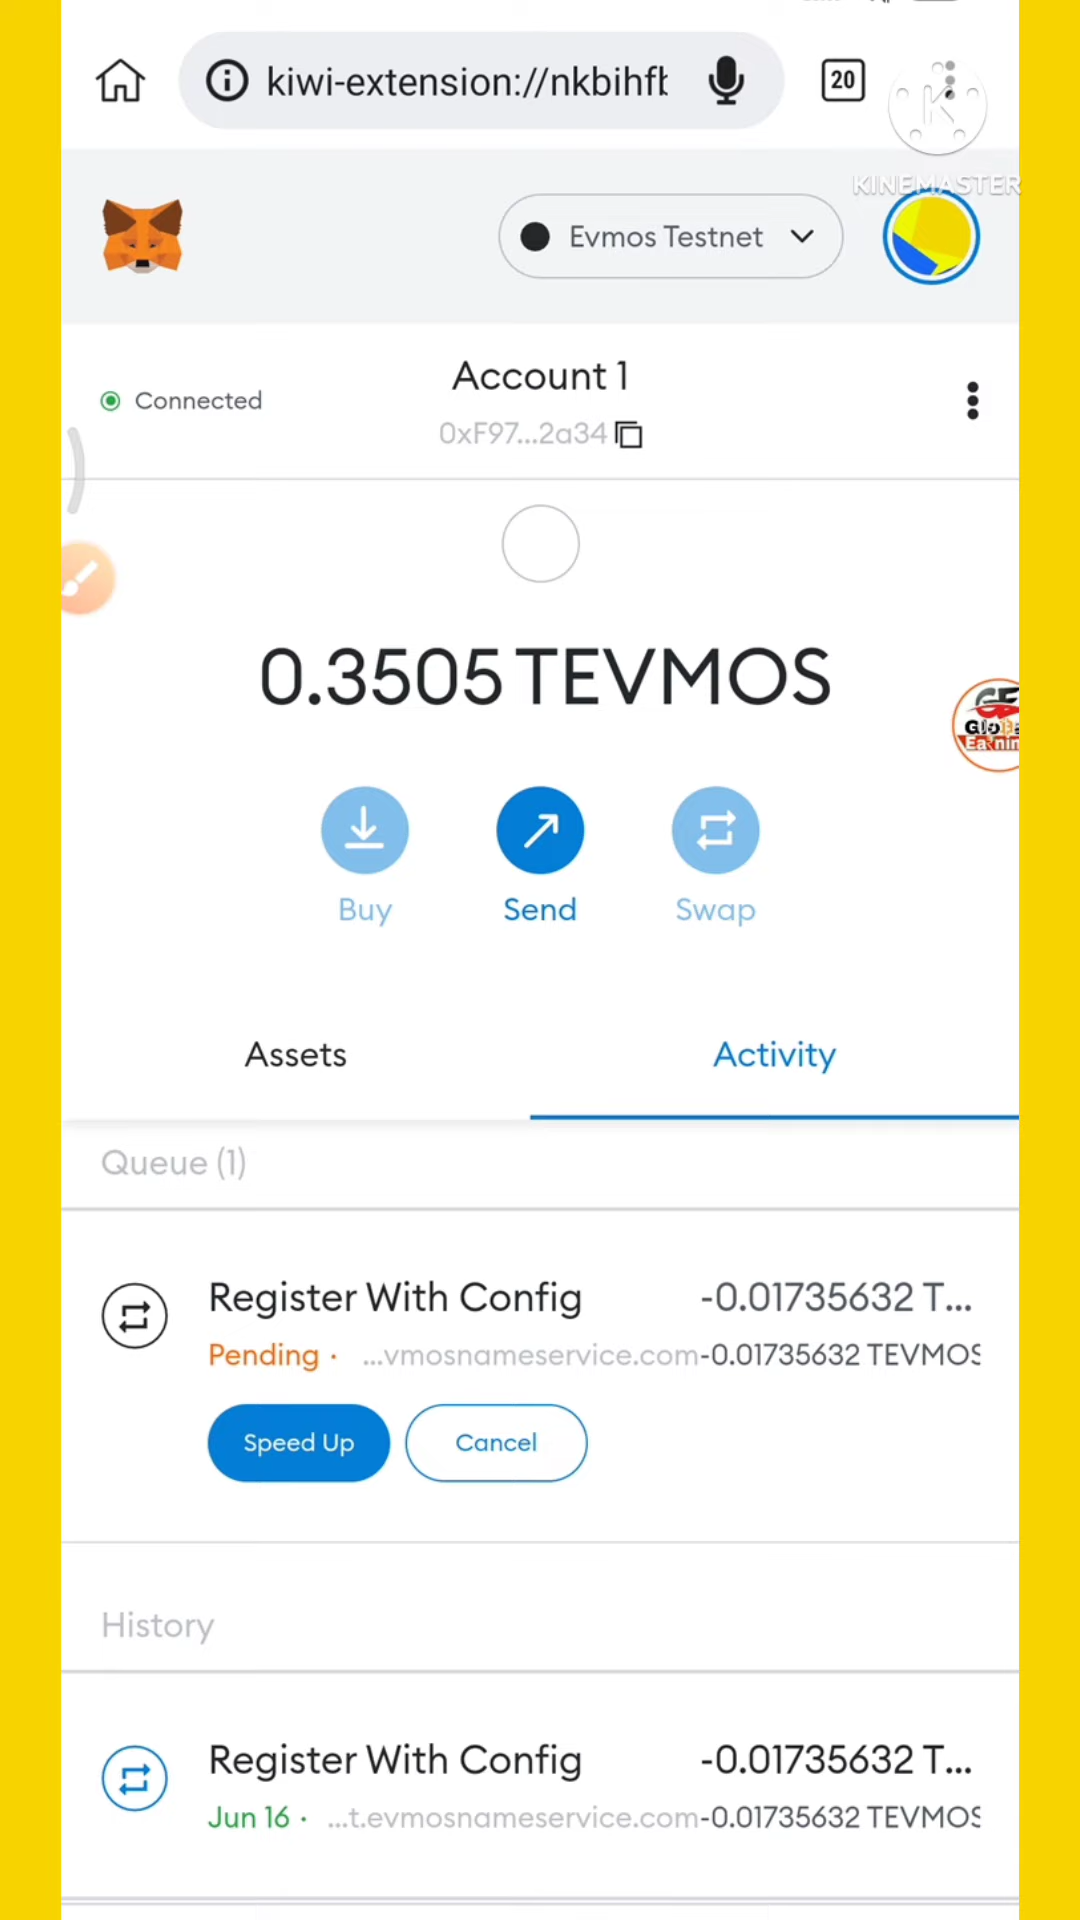 kiwi-extension://nkbihf
20
KINEMASTER
Evmos Testnet
Connected
Account 1
0xF97...2a34
0.3505 TEVMOS
Buy
Send
Swap
Assets
Activity
Queue (1)
Register With Config
-0.01735632 T...
Pending · ...vmosnameservice.com
-0.01735632 TEVMOS
Speed Up
Cancel
History
Register With Config
-0.01735632 T...
Jun 16 · ...t.evmosnameservice.com
-0.01735632 TEVMOS